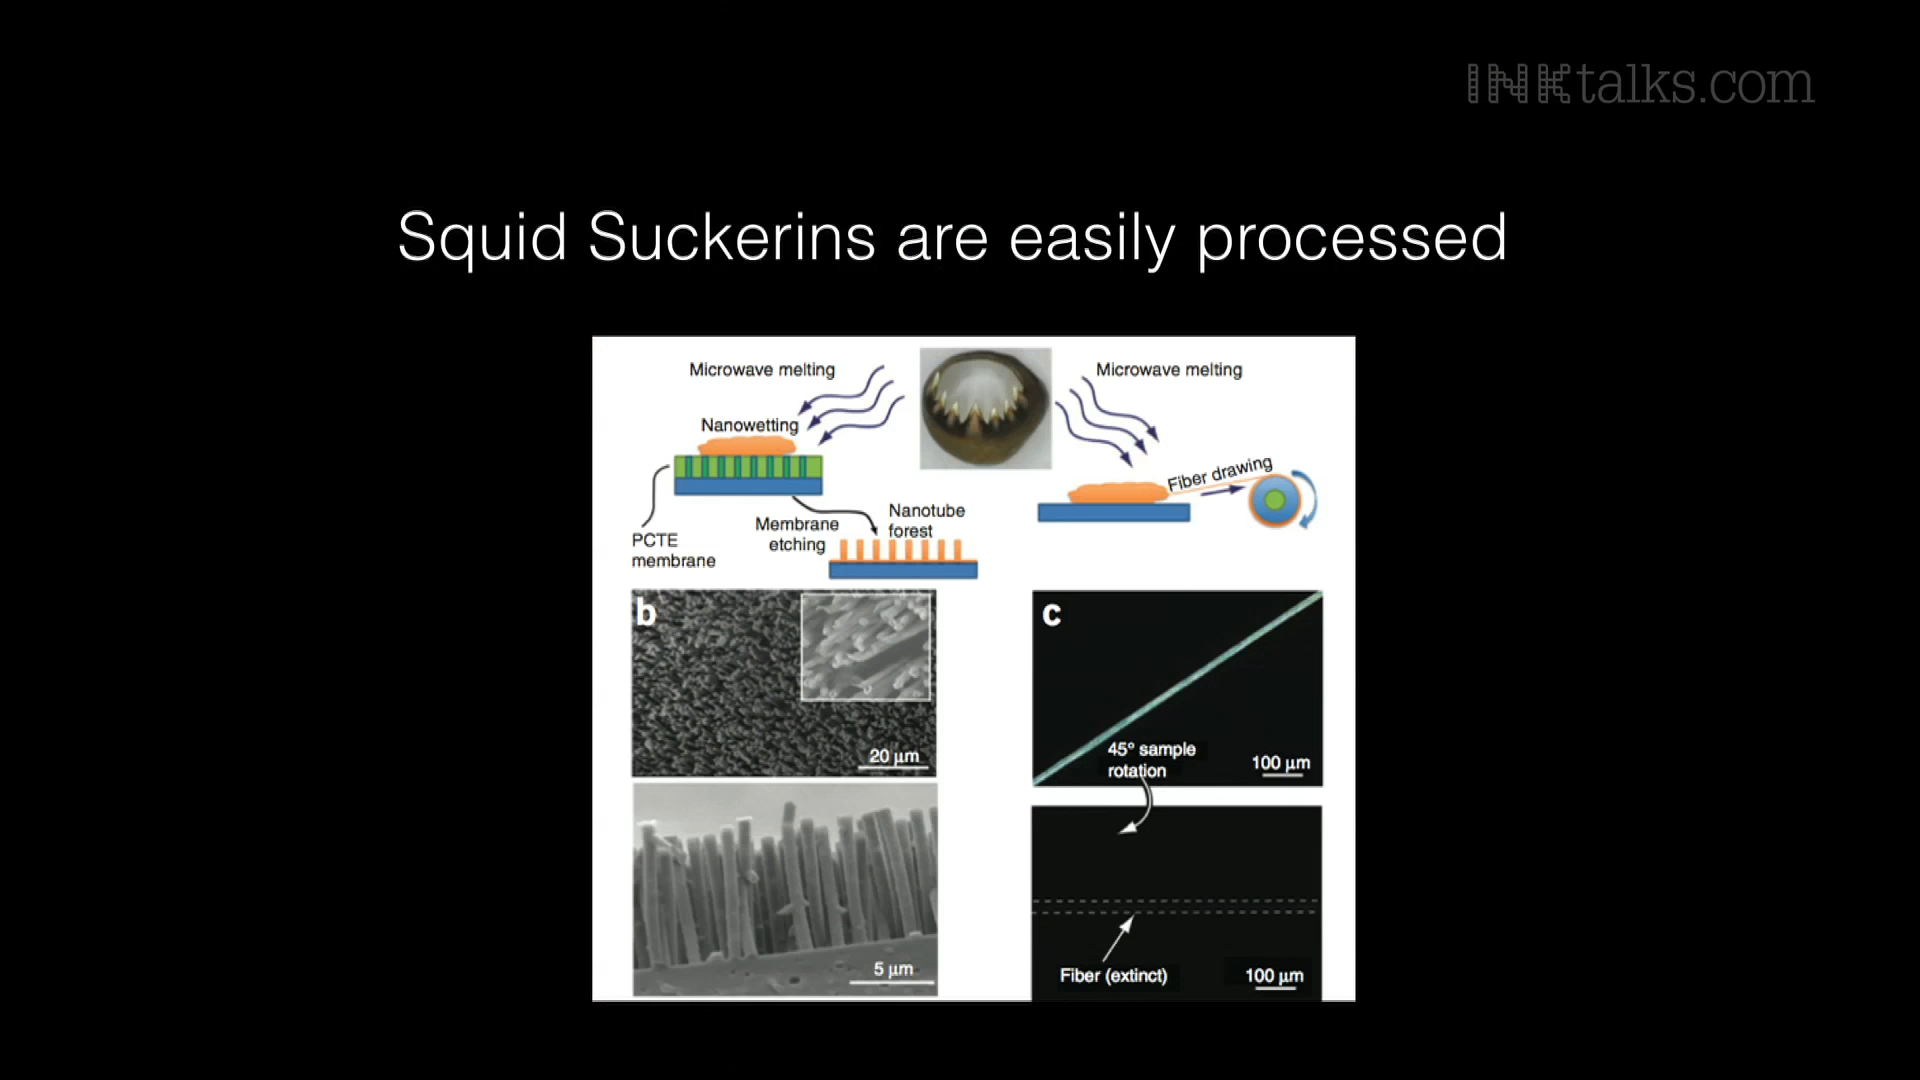 INKtalks.com
Squid Suckerins are easily processed
Microwave melting
Microwave melting
Nanowetting
Fiber drawing
PCTE
membrane
Membrane
etching
Nanotube
forest
b
20 µm
5 µm
c
45° sample
rotation
100 µm
Fiber (extinct)
100 µm